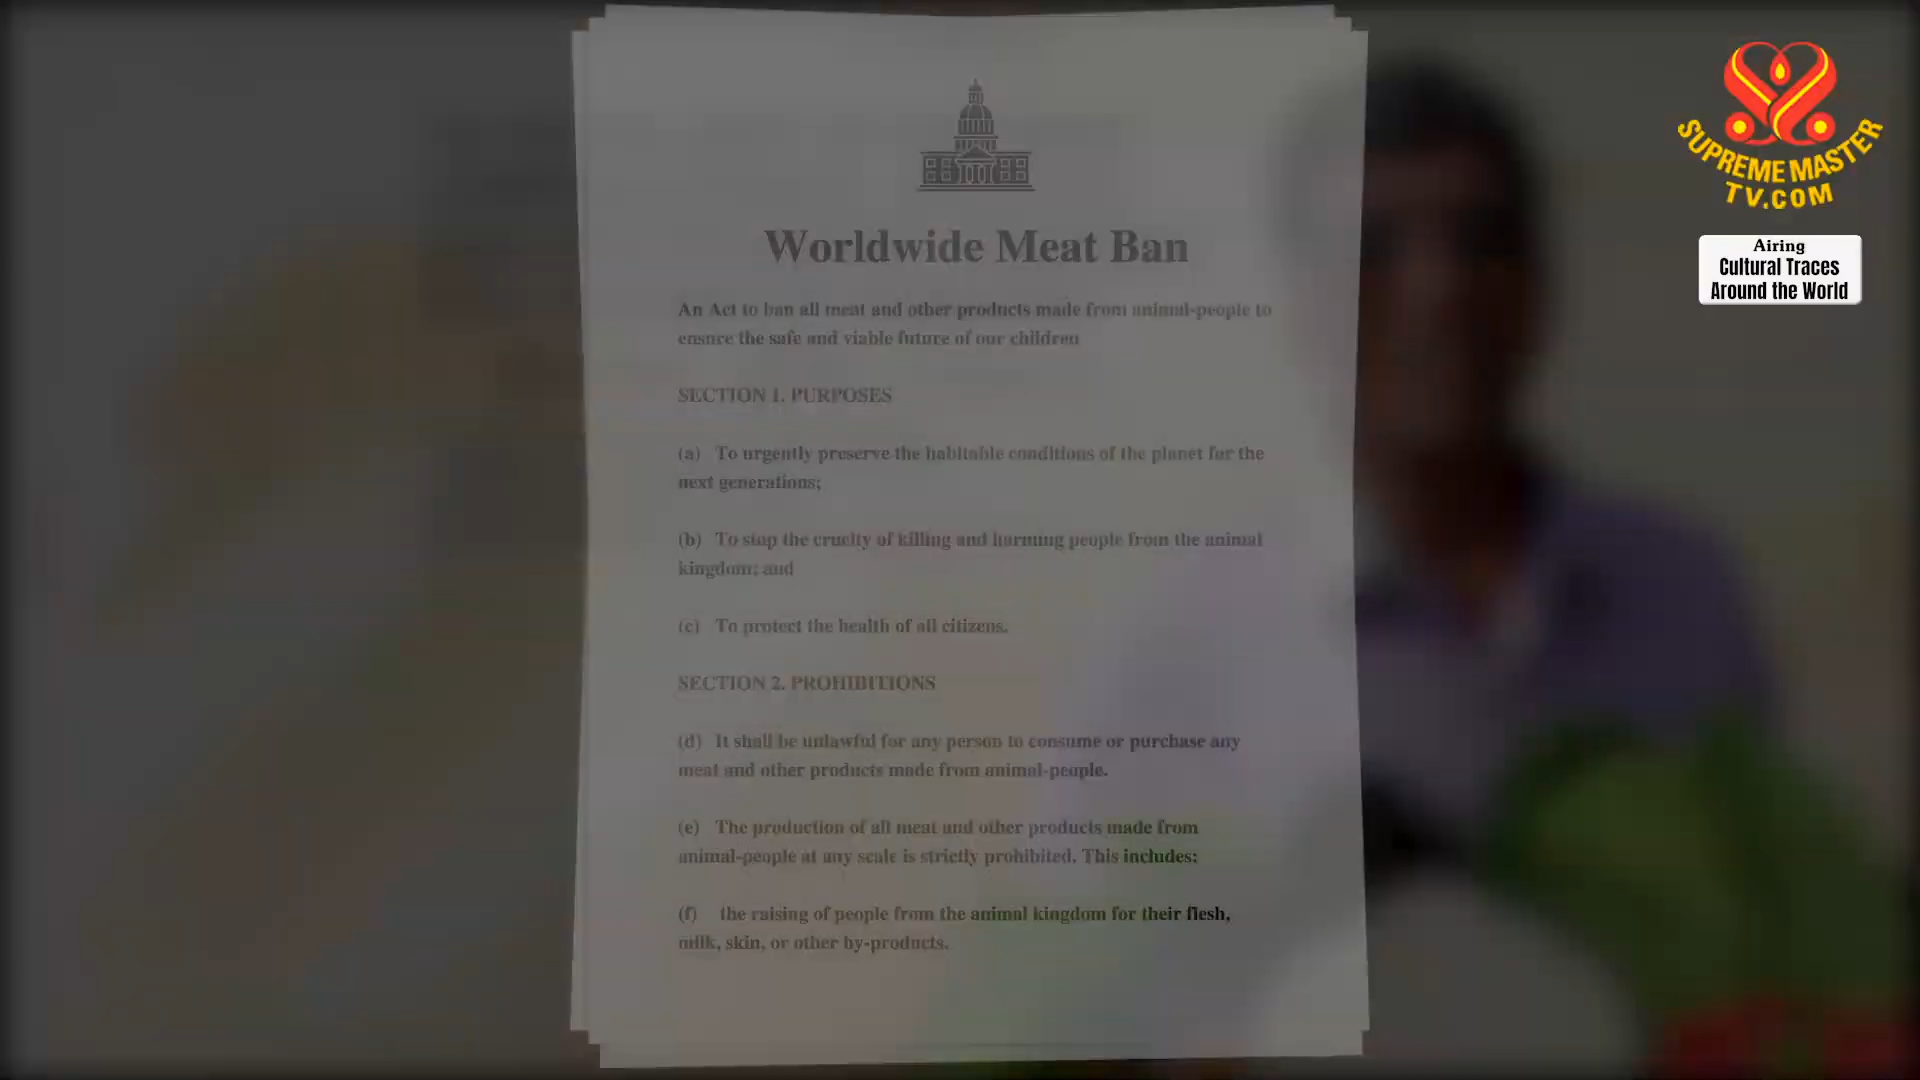 Worldwide Meat Ban
An Act to ban all meat and other products made from animal-people to
ensure the safe and viable future of our children
SECTION 1. PURPOSES
(a) To urgently preserve the habitable conditions of the planet for the
next generations;
(b) To stop the cruelty of killing and harming people from the animal
kingdom; and
(c) To protect the health of all citizens.
SECTION 2. PROHIBITIONS
(d) It shall be unlawful for any person to consume or purchase any
meat and other products made from animal-people.
(e) The production of all meat and other products made from
animal-people at any scale is strictly prohibited. This includes:
(f) the raising of people from the animal kingdom for their flesh,
milk, skin, or other by-products.
SUPREME MASTER
TV.COM
Airing
Cultural Traces
Around the World